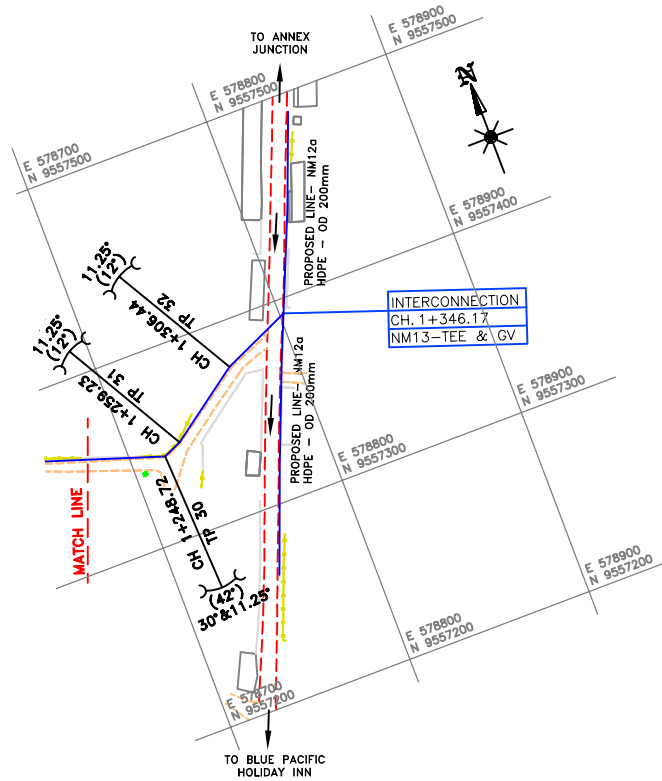 E 578900
N 9557500
TO ANNEX
JUNCTION
E 578800
N 9557500
N
E 578700
N 9557500
PROPOSED LINE- NM12a
HDPE - OD 200mm
E 578900
N 9557400
11.25°
(12°)
TP 32
CH 1+306.44
INTERCONNECTION
CH. 1+346.17
NM13-TEE & GV
11.25°
(12°)
TP 31
CH 1+259.23
PROPOSED LINE- NM12a
HDPE - OD 200mm
E 578900
N 9557300
E 578800
N 9557300
MATCH LINE
CH 1+248.72
TP 30
(42°)
30°&11.25°
E 578900
N 9557200
E 578800
N 9557200
E 578700
N 9557200
TO BLUE PACIFIC
HOLIDAY INN